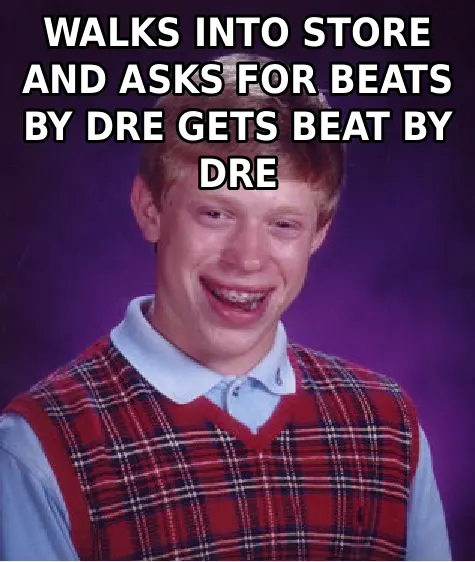 WALKS INTO STORE
AND ASKS FOR BEATS
BY DRE GETS BEAT BY
DRE